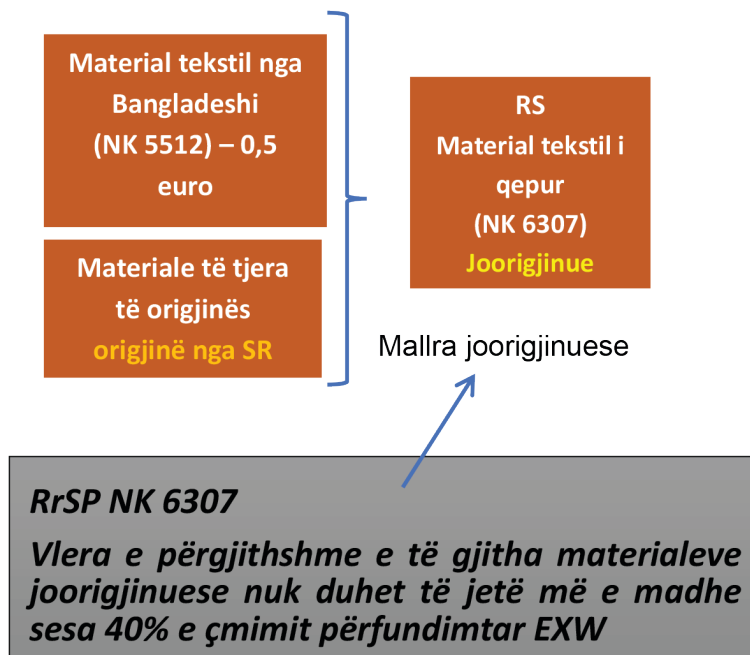 Material tekstil nga
Bangladeshi
(NK 5512) – 0,5
euro
Materiale të tjera
të origjinës
origjinë nga SR
RS
Material tekstil i
qepur
(NK 6307)
Joorigjinue
Mallra joorigjinuese
RrSP NK 6307
Vlera e përgjithshme e të gjitha materialeve
joorigjinuese nuk duhet të jetë më e madhe
sesa 40% e çmimit përfundimtar EXW